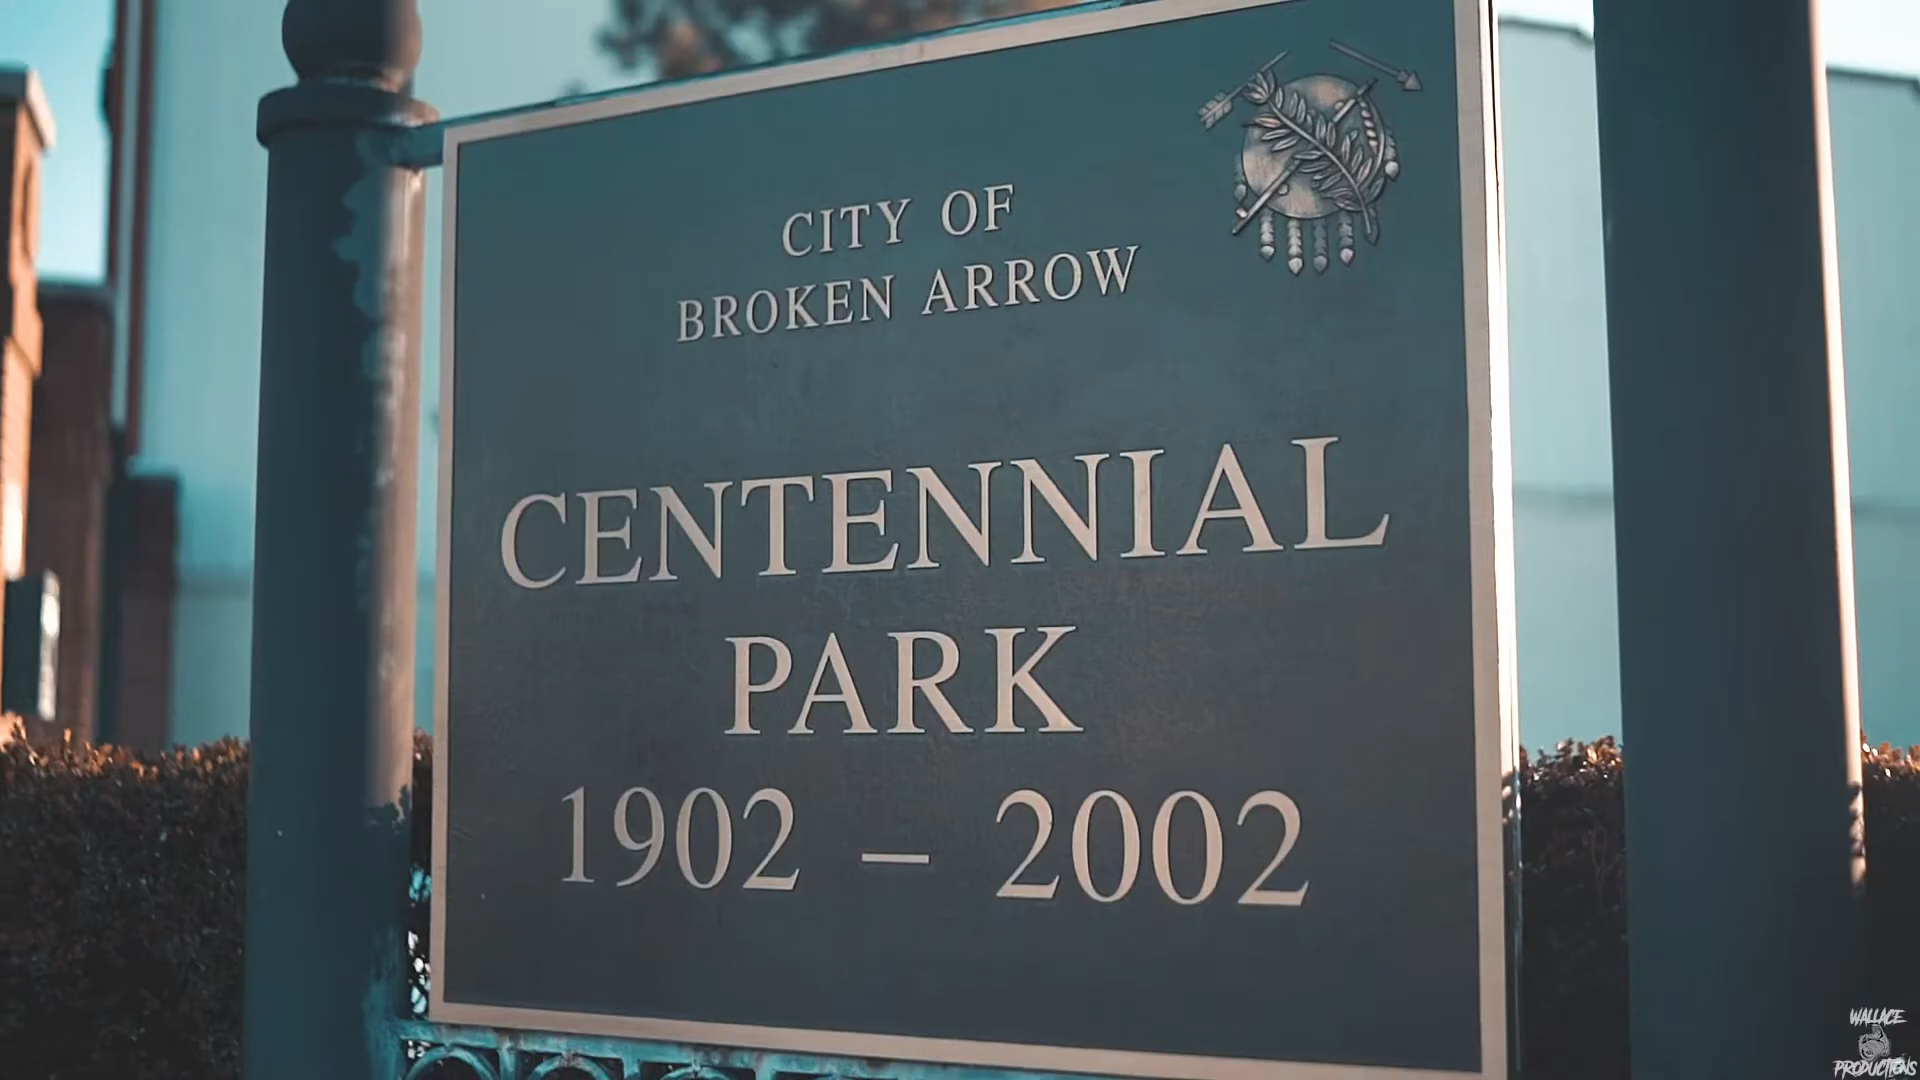 CITY OF
BROKEN ARROW
CENTENNIAL
PARK
1902 – 2002
WALLACE
PRODUCTIONS